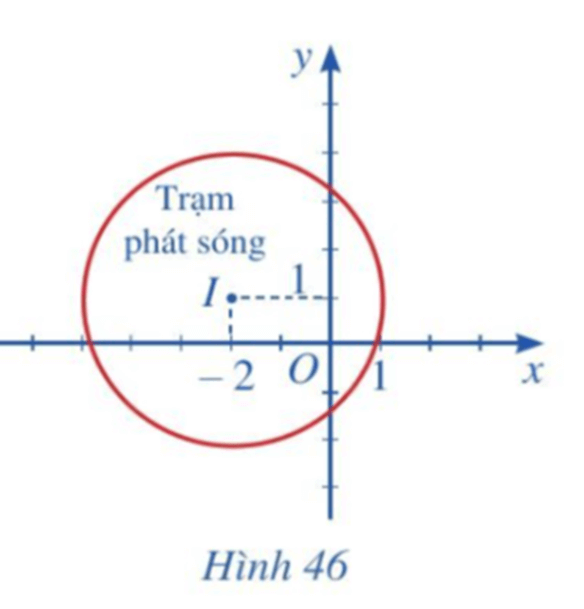 y
Trạm
phát sóng
I
1
– 2
O
1
x
Hình 46